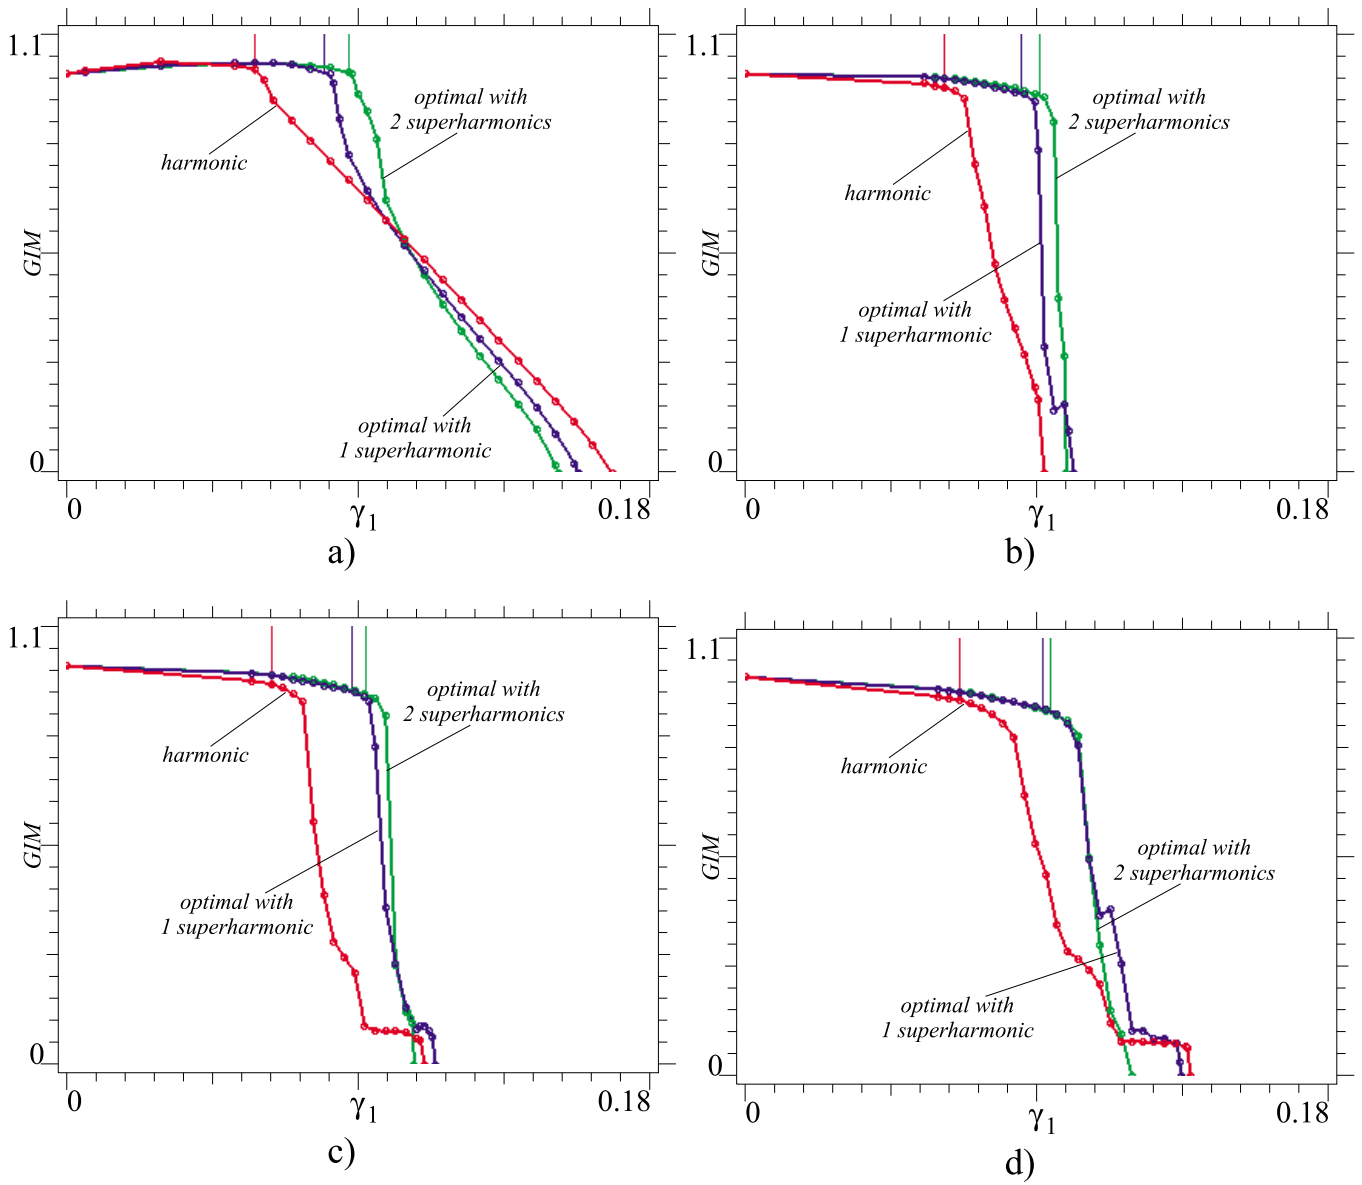 1.1
optimal with
2 superharmonics
harmonic
GIM
optimal with
1 superharmonic
0
0
γ1
0.18
a)
1.1
optimal with
2 superharmonics
harmonic
GIM
optimal with
1 superharmonic
0
0
γ1
0.18
b)
1.1
optimal with
2 superharmonics
harmonic
GIM
optimal with
1 superharmonic
0
0
γ1
0.18
c)
1.1
harmonic
GIM
optimal with
2 superharmonics
optimal with
1 superharmonic
0
0
γ1
0.18
d)